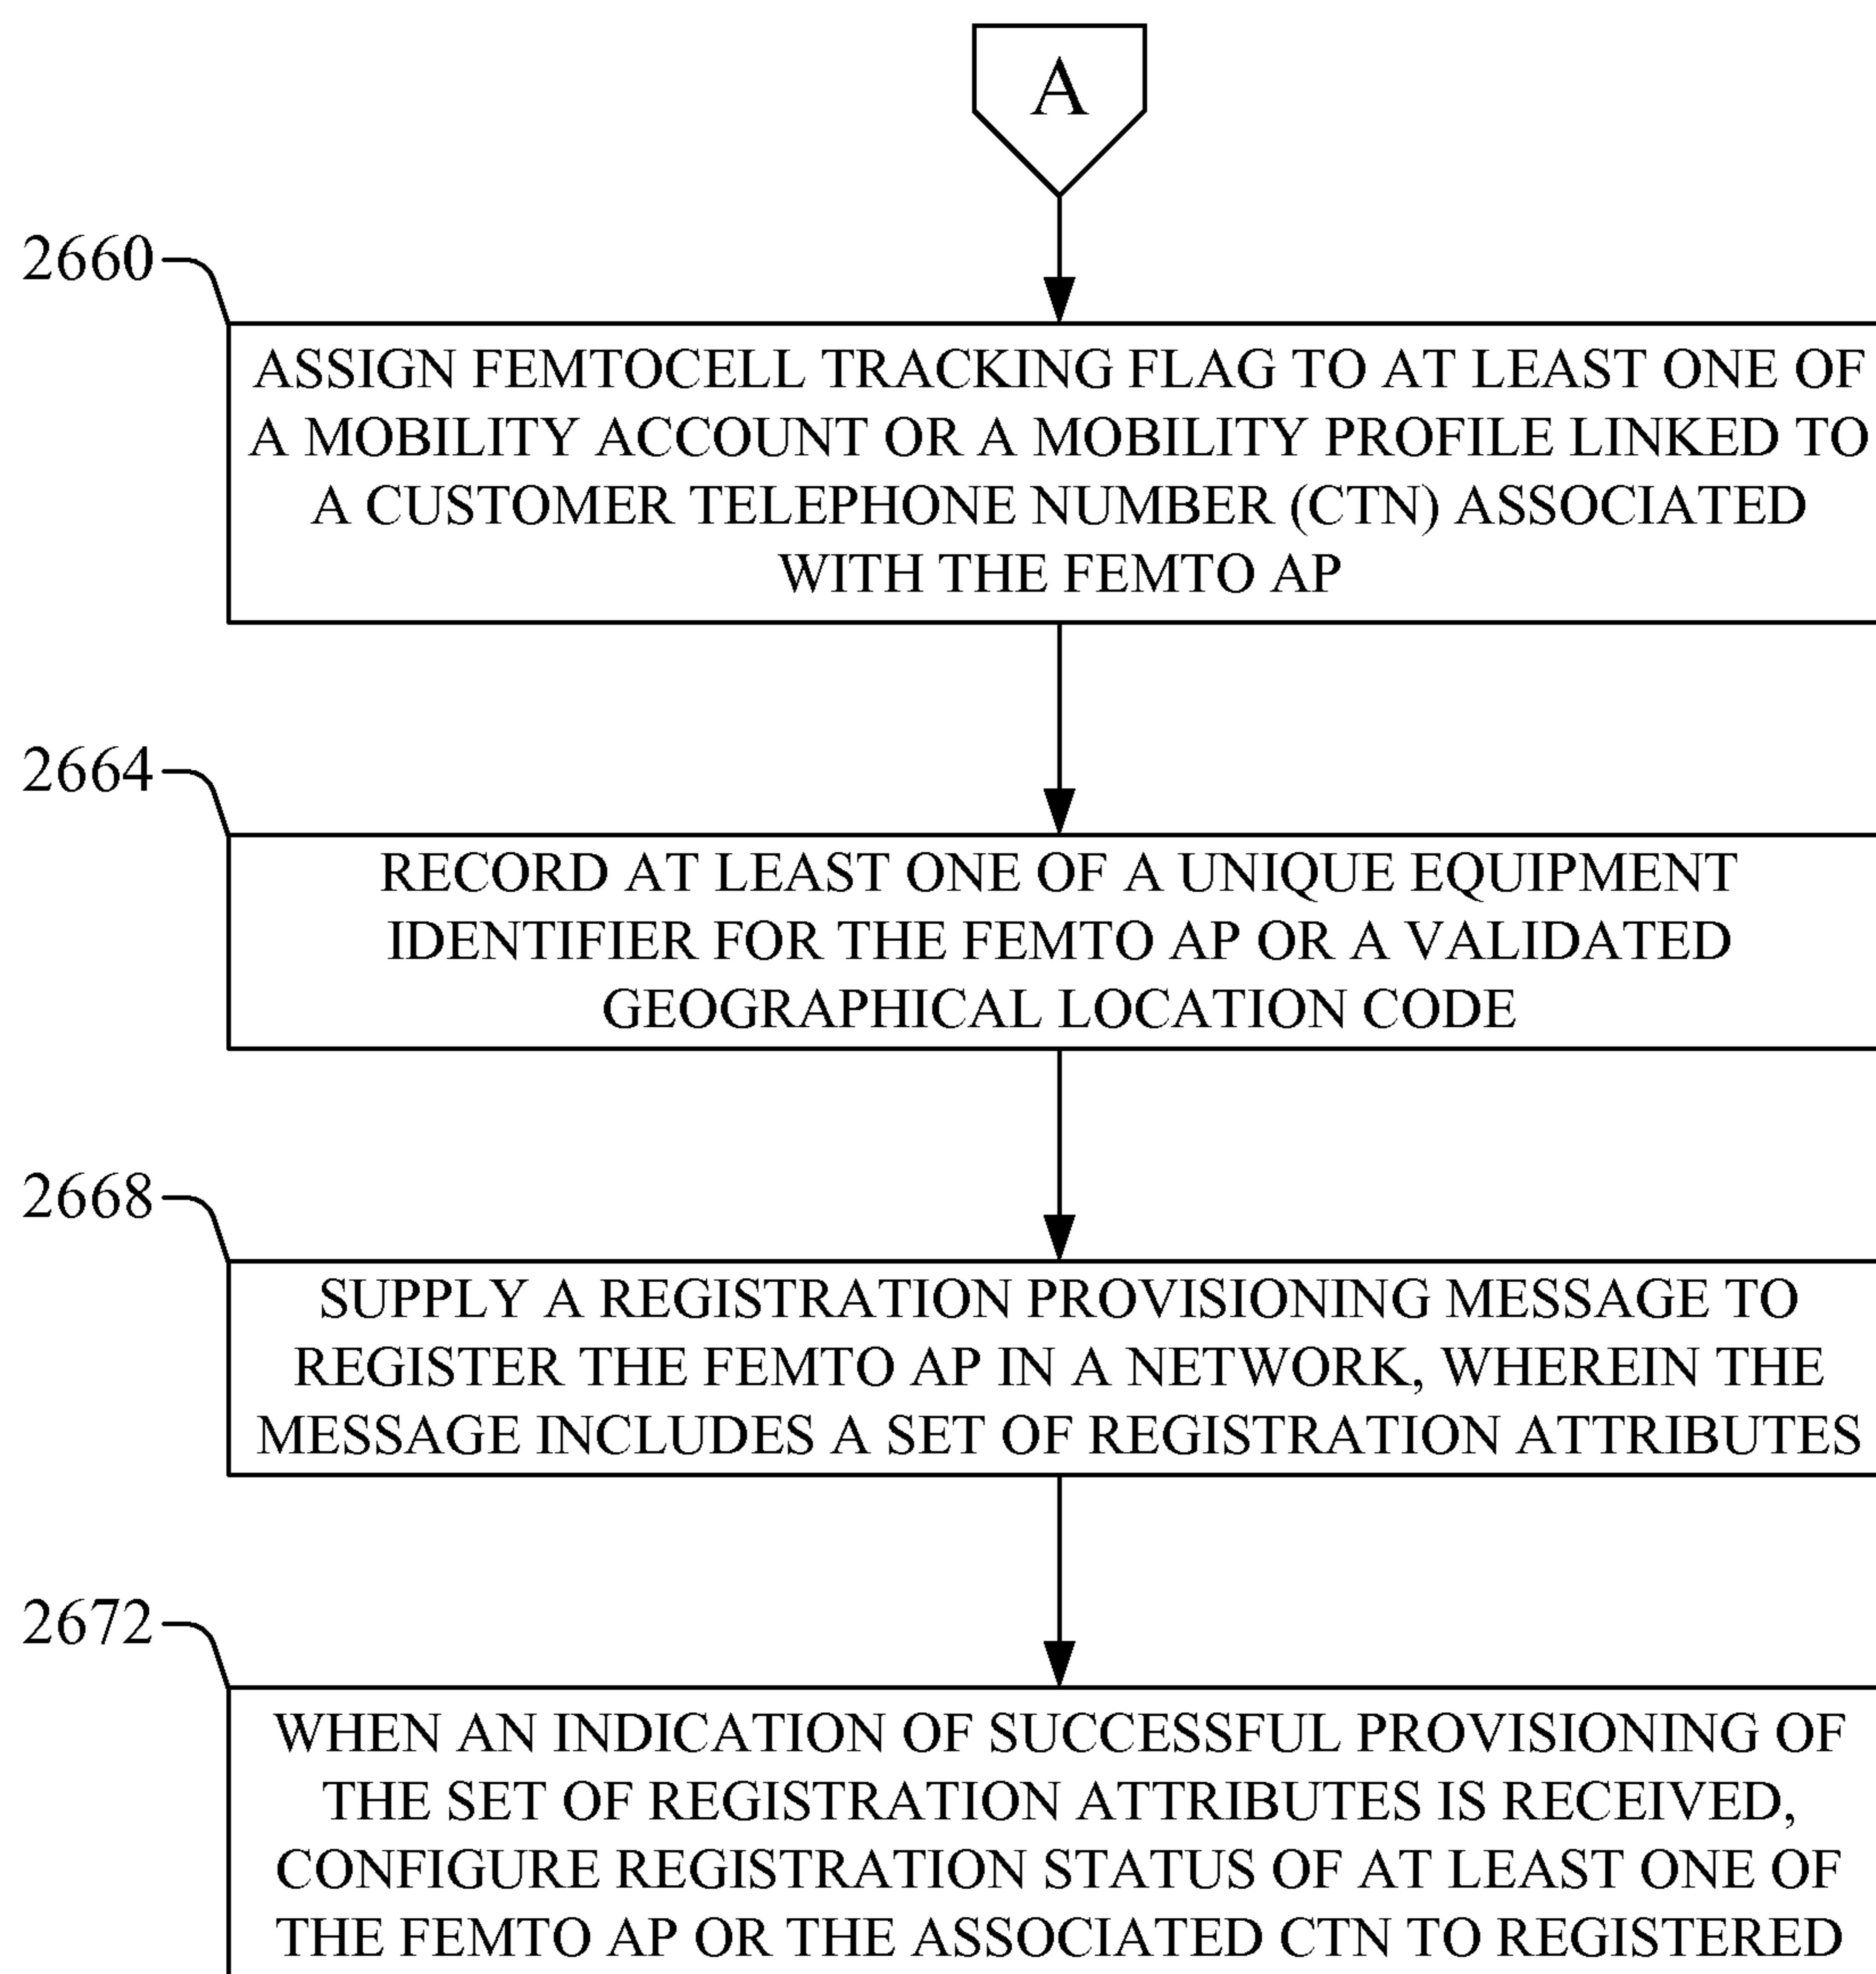 A
2660
ASSIGN FEMTOCELL TRACKING FLAG TO AT LEAST ONE OF
A MOBILITY ACCOUNT OR A MOBILITY PROFILE LINKED TO
A CUSTOMER TELEPHONE NUMBER (CTN) ASSOCIATED
WITH THE FEMTO AP
2664
RECORD AT LEAST ONE OF A UNIQUE EQUIPMENT
IDENTIFIER FOR THE FEMTO AP OR A VALIDATED
GEOGRAPHICAL LOCATION CODE
2668
SUPPLY A REGISTRATION PROVISIONING MESSAGE TO
REGISTER THE FEMTO AP IN A NETWORK, WHEREIN THE
MESSAGE INCLUDES A SET OF REGISTRATION ATTRIBUTES
2672
WHEN AN INDICATION OF SUCCESSFUL PROVISIONING OF
THE SET OF REGISTRATION ATTRIBUTES IS RECEIVED,
CONFIGURE REGISTRATION STATUS OF AT LEAST ONE OF
THE FEMTO AP OR THE ASSOCIATED CTN TO REGISTERED